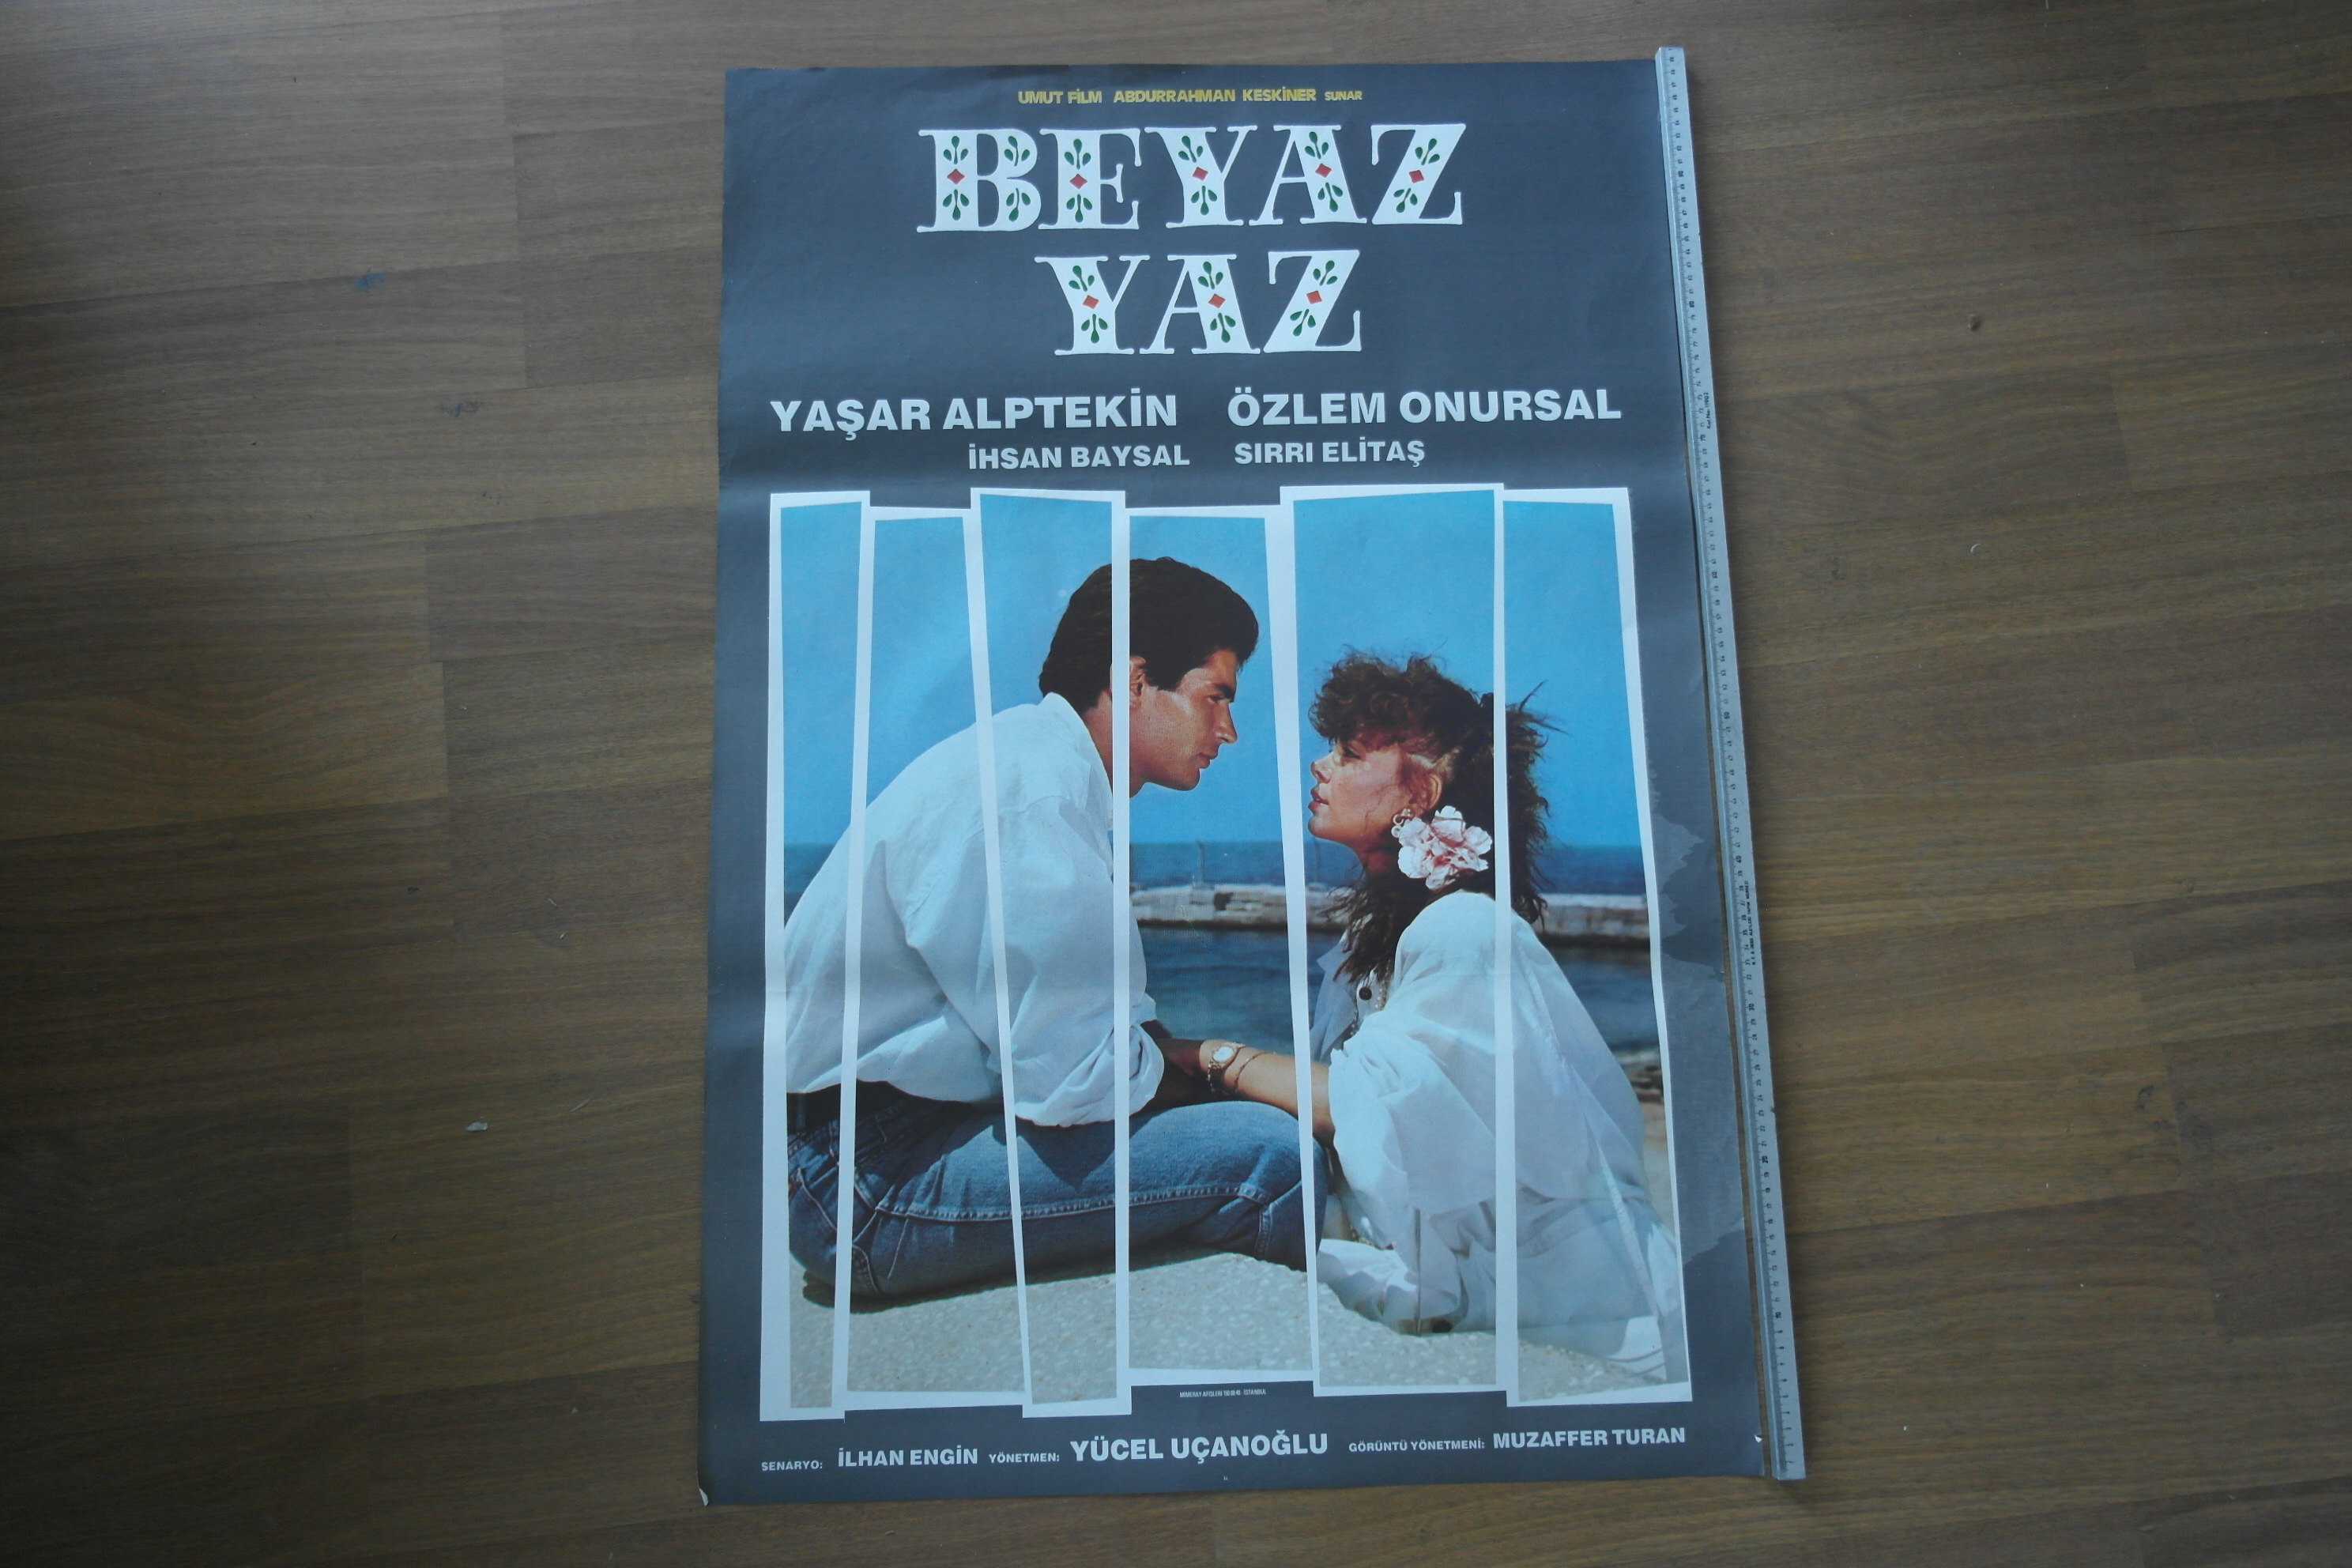 UMUT FİLM ABDURRAHMAN KESKİNER SUNAR
BEYAZ
YAZ
YAŞAR ALPTEKİN ÖZLEM ONURSAL
İHSAN BAYSAL SIRRI ELİTAŞ
İSTANBUL
SENARYO: İLHAN ENGİN YÖNETMEN: YÜCEL UÇANOĞLU GÖRÜNTÜ YÖNETMENİ: MUZAFFER TURAN